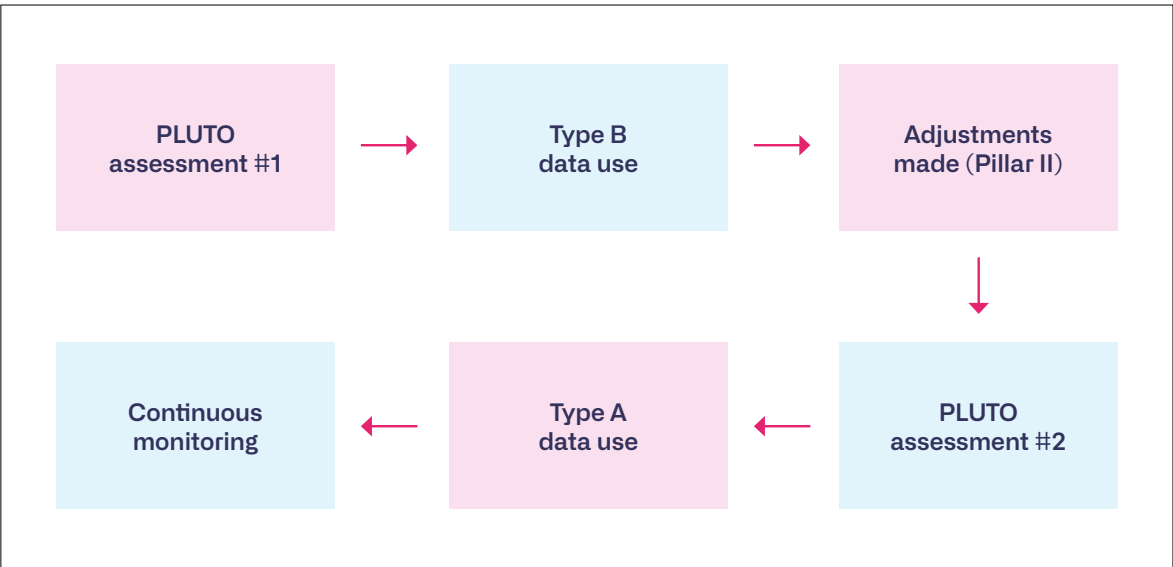 PLUTO
assessment #1
Type B
data use
Adjustments
made (Pillar II)
PLUTO
assessment #2
Type A
data use
Continuous
monitoring